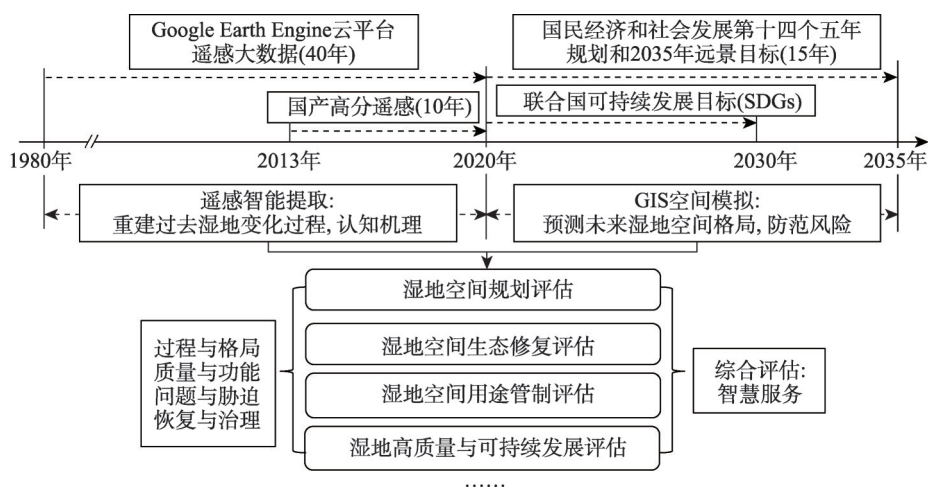 Google Earth Engine云平台
遥感大数据(40年)
国民经济和社会发展第十四个五年
规划和2035年远景目标(15年)
国产高分遥感(10年)
联合国可持续发展目标(SDGs)
1980年
2013年
2020年
2030年
2035年
遥感智能提取:
重建过去湿地变化过程, 认知机理
GIS空间模拟:
预测未来湿地空间格局, 防范风险
湿地空间规划评估
过程与格局
质量与功能
问题与胁迫
恢复与治理
湿地空间生态修复评估
湿地空间用途管制评估
湿地高质量与可持续发展评估
……
综合评估:
智慧服务